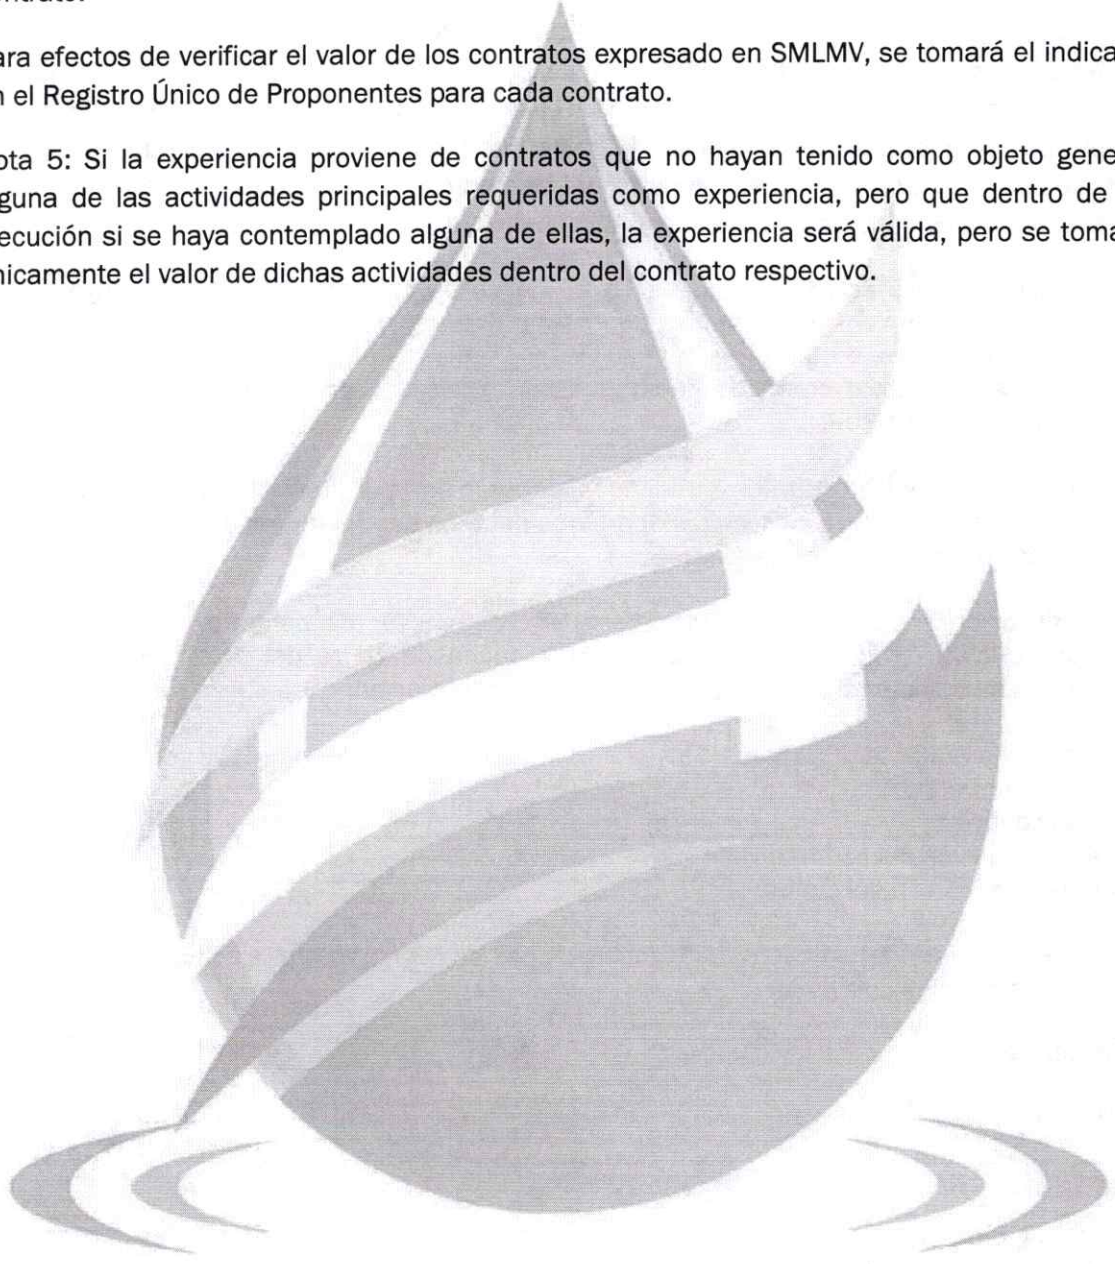 ara efectos de verificar el valor de los contratos expresado en SMLMV, se tomará el indica
n el Registro Único de Proponentes para cada contrato.
ota 5: Si la experiencia proviene de contratos que no hayan tenido como objeto gene
guna de las actividades principales requeridas como experiencia, pero que dentro de
ecución si se haya contemplado alguna de ellas, la experiencia será válida, pero se toma
nicamente el valor de dichas actividades dentro del contrato respectivo.